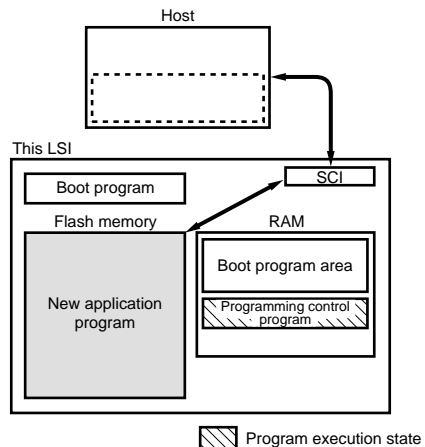 Host
This LSI
SCI
Boot program
Flash memory
RAM
Boot program area
New application
program
Programming control
program
Program execution state